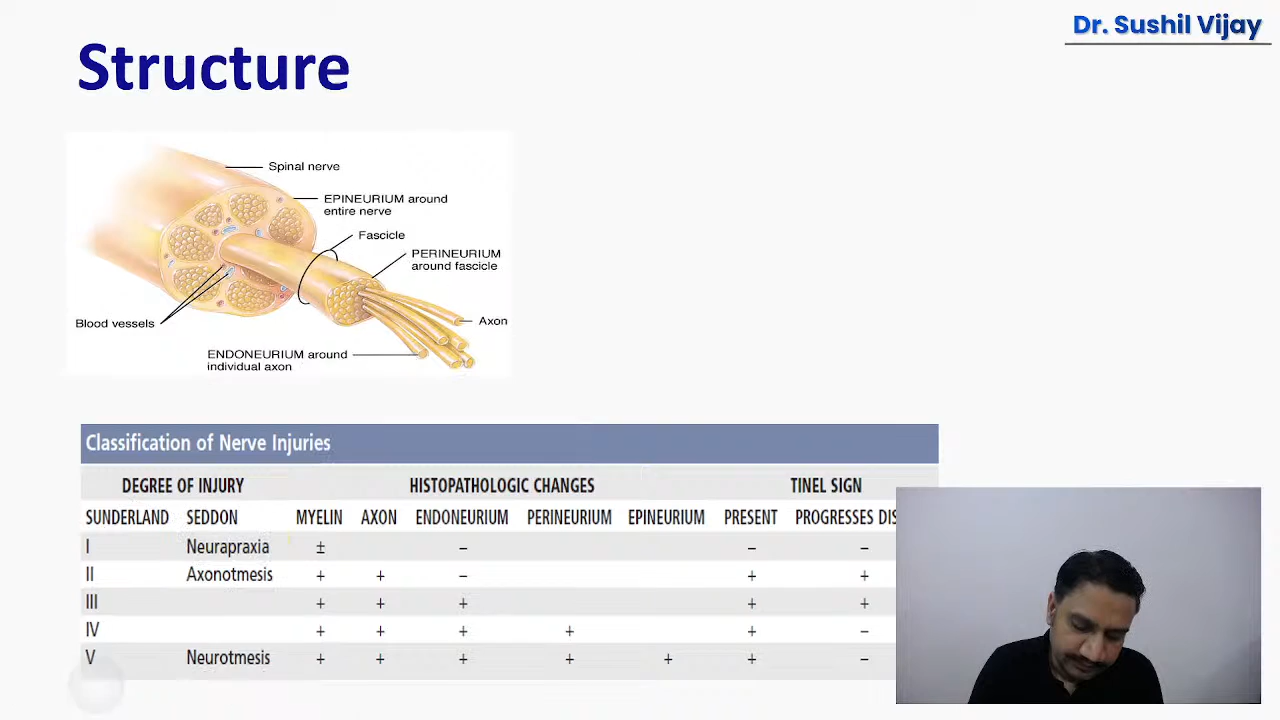 Dr. Sushil Vijay
Structure
Spinal nerve
EPINEURIUM around
entire nerve
Fascicle
PERINEURIUM
around fascicle
Blood vessels
Axon
ENDONEURIUM around
individual axon
Classification of Nerve Injuries
DEGREE OF INJURY HISTOPATHOLOGIC CHANGES TINEL SIGN
SUNDERLAND SEDDON MYELIN AXON ENDONEURIUM PERINEURIUM EPINEURIUM PRESENT PROGRESSES DIS
I Neurapraxia ± – – –
II Axonotmesis + + – + +
III + + + + +
IV + + + + + –
V Neurotmesis + + + + + + –